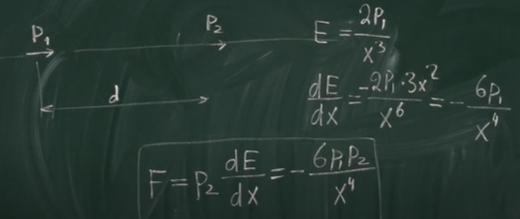 P₁
P₂
d
E = 2P₁/x³
dE/dx = -2P₁·3x²/x⁶ = -6P₁/x⁴
F = P₂ dE/dx = -6P₁P₂/x⁴